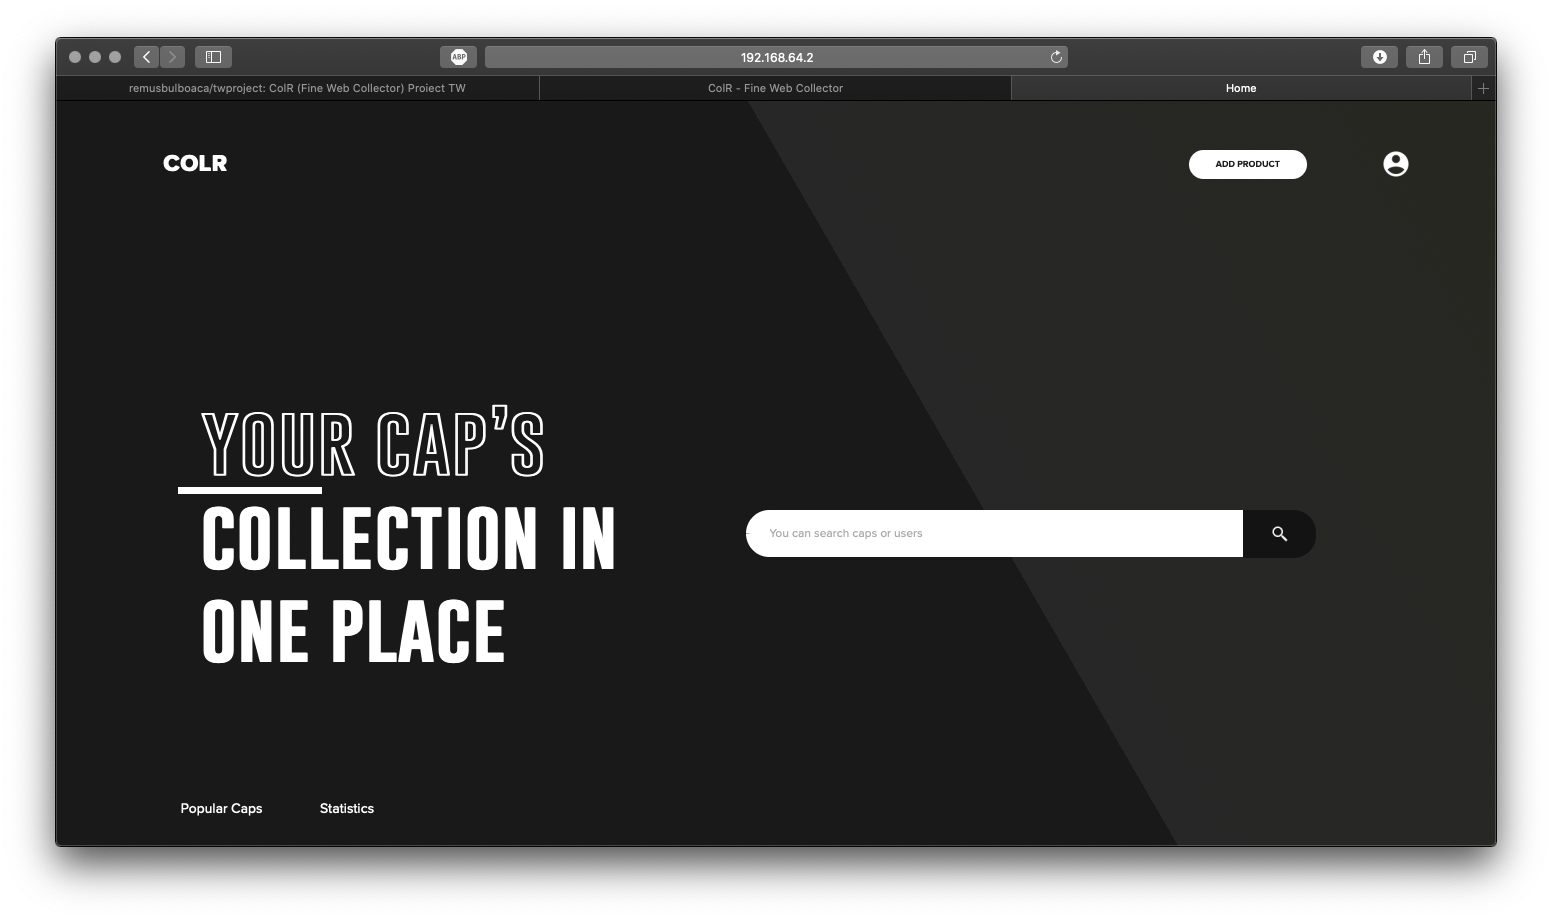 ABP
192.168.64.2
remusbulboaca/twproject: ColR (Fine Web Collector) Proiect TW
ColR - Fine Web Collector
Home
COLR
ADD PRODUCT
YOUR CAP'S
COLLECTION IN
ONE PLACE
You can search caps or users
Popular Caps
Statistics